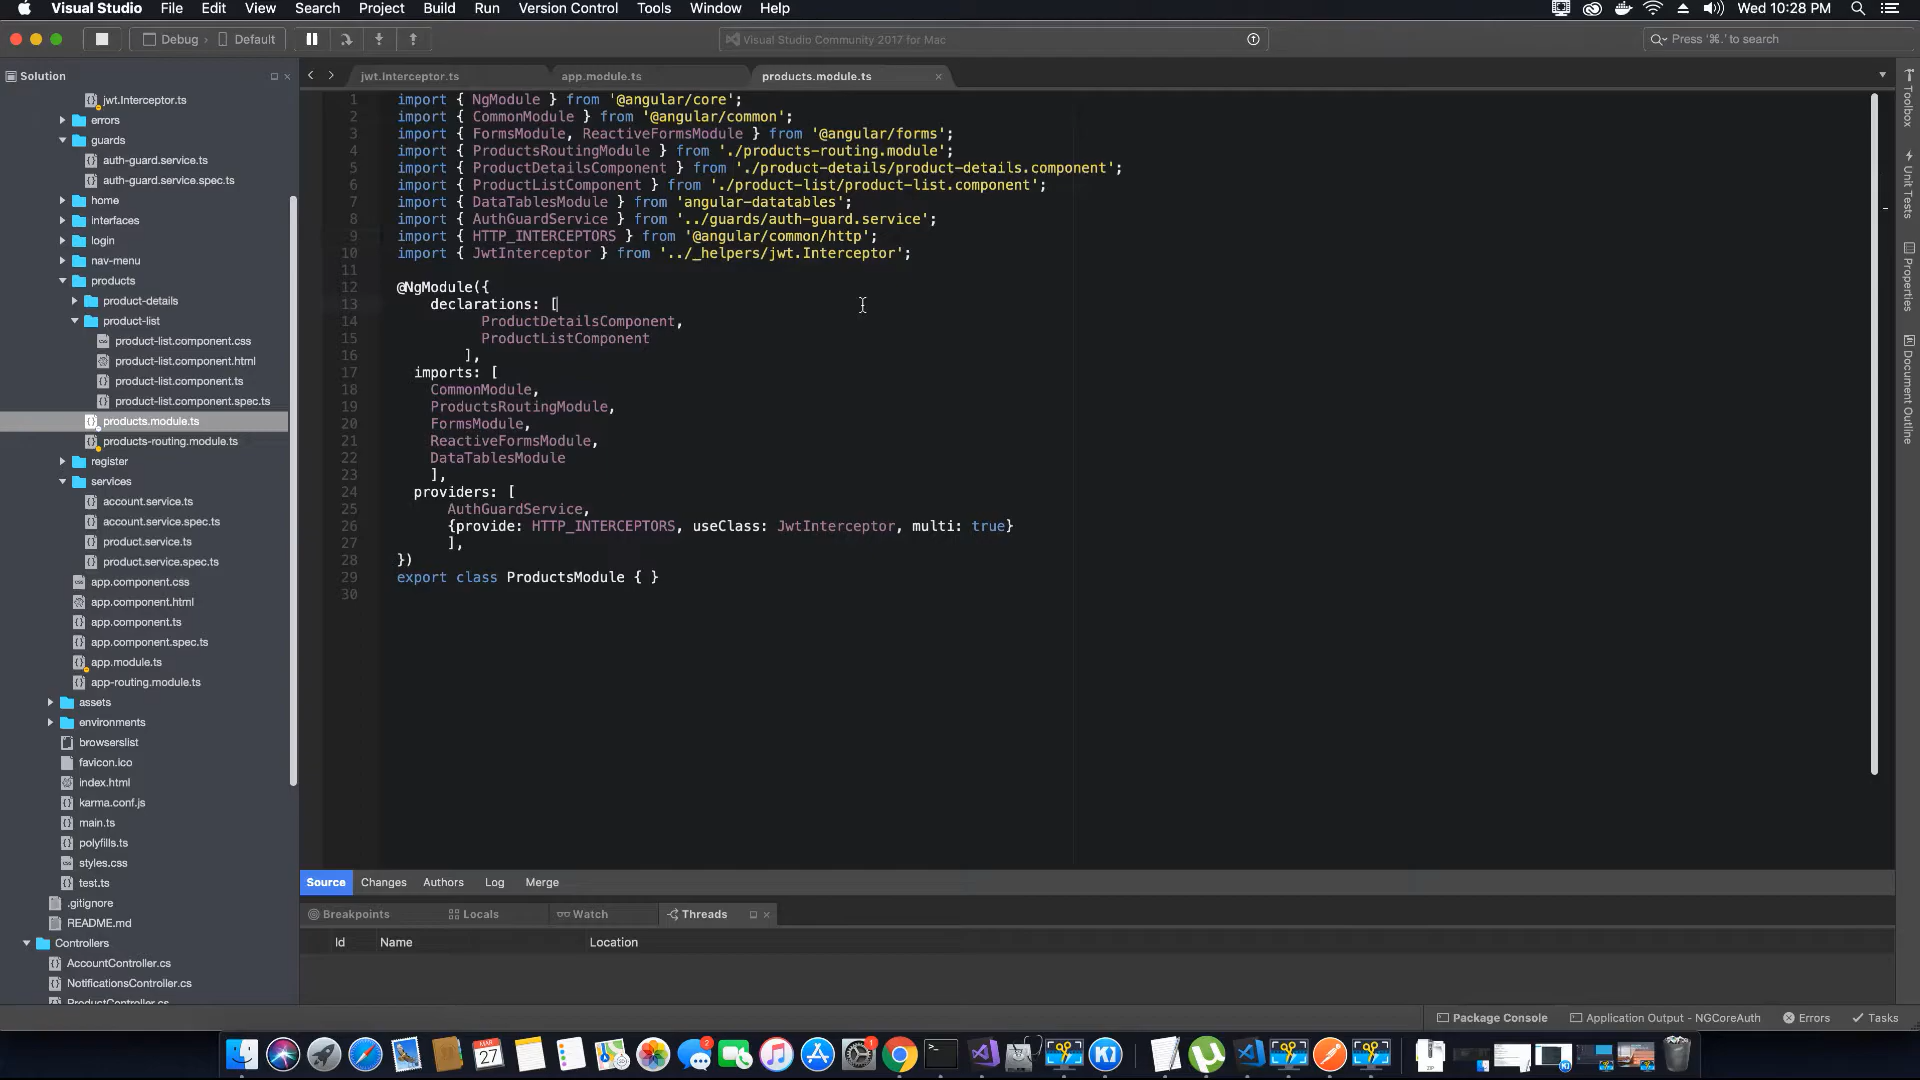 Visual Studio File Edit View Search Project Build Run Version Control Tools Window Help Wed 10:28 PM
Debug Default Visual Studio Community 2017 for Mac Press '⌘.' to search
Solution
jwt.Interceptor.ts
errors
guards
auth-guard.service.ts
auth-guard.service.spec.ts
home
interfaces
login
nav-menu
products
product-details
product-list
product-list.component.css
product-list.component.html
product-list.component.ts
product-list.component.spec.ts
products.module.ts
products-routing.module.ts
register
services
account.service.ts
account.service.spec.ts
product.service.ts
product.service.spec.ts
app.component.css
app.component.html
app.component.ts
app.component.spec.ts
app.module.ts
app-routing.module.ts
assets
environments
browserslist
favicon.ico
index.html
karma.conf.js
main.ts
polyfills.ts
styles.css
test.ts
.gitignore
README.md
Controllers
AccountController.cs
NotificationsController.cs
ProductController.cs
jwt.interceptor.ts app.module.ts products.module.ts
1 import { NgModule } from '@angular/core';
2 import { CommonModule } from '@angular/common';
3 import { FormsModule, ReactiveFormsModule } from '@angular/forms';
4 import { ProductsRoutingModule } from './products-routing.module';
5 import { ProductDetailsComponent } from './product-details/product-details.component';
6 import { ProductListComponent } from './product-list/product-list.component';
7 import { DataTablesModule } from 'angular-datatables';
8 import { AuthGuardService } from '../guards/auth-guard.service';
9 import { HTTP_INTERCEPTORS } from '@angular/common/http';
10 import { JwtInterceptor } from '../_helpers/jwt.Interceptor';
11
12 @NgModule({
13 declarations: [
14 ProductDetailsComponent,
15 ProductListComponent
16 ],
17 imports: [
18 CommonModule,
19 ProductsRoutingModule,
20 FormsModule,
21 ReactiveFormsModule,
22 DataTablesModule
23 ],
24 providers: [
25 AuthGuardService,
26 {provide: HTTP_INTERCEPTORS, useClass: JwtInterceptor, multi: true}
27 ],
28 })
29 export class ProductsModule { }
30
Source Changes Authors Log Merge
Breakpoints Locals Watch Threads
Id Name Location
Toolbox
Unit Tests
Properties
Document Outline
Package Console Application Output - NGCoreAuth Errors Tasks
MAR
27
2
1